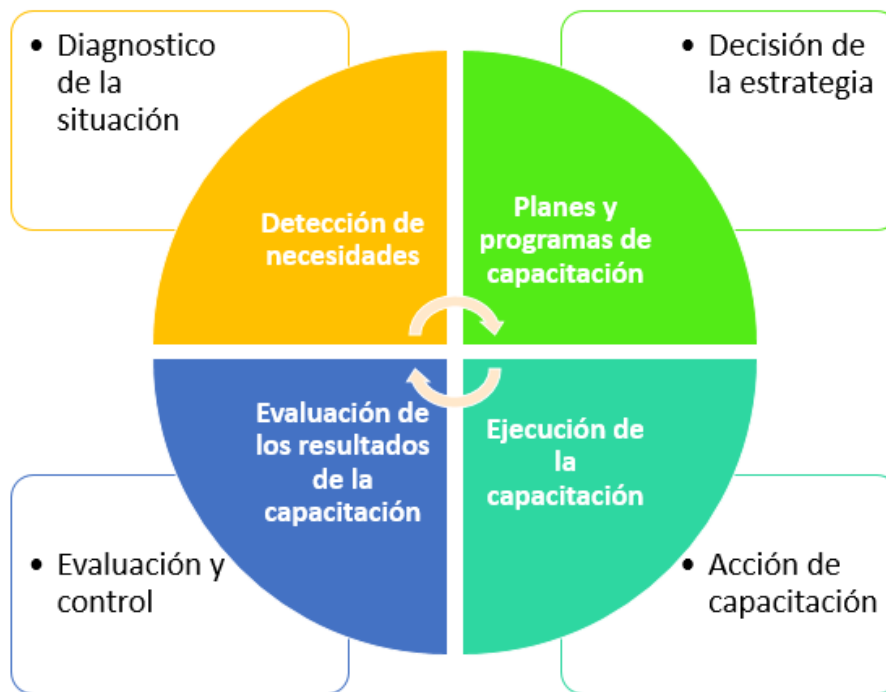 • Diagnostico
de la
situación
• Decisión de
la estrategia
Detección de
necesidades
Planes y
programas de
capacitación
Evaluación de
los resultados
de la
capacitación
Ejecución de
la
capacitación
• Evaluación y
control
• Acción de
capacitación